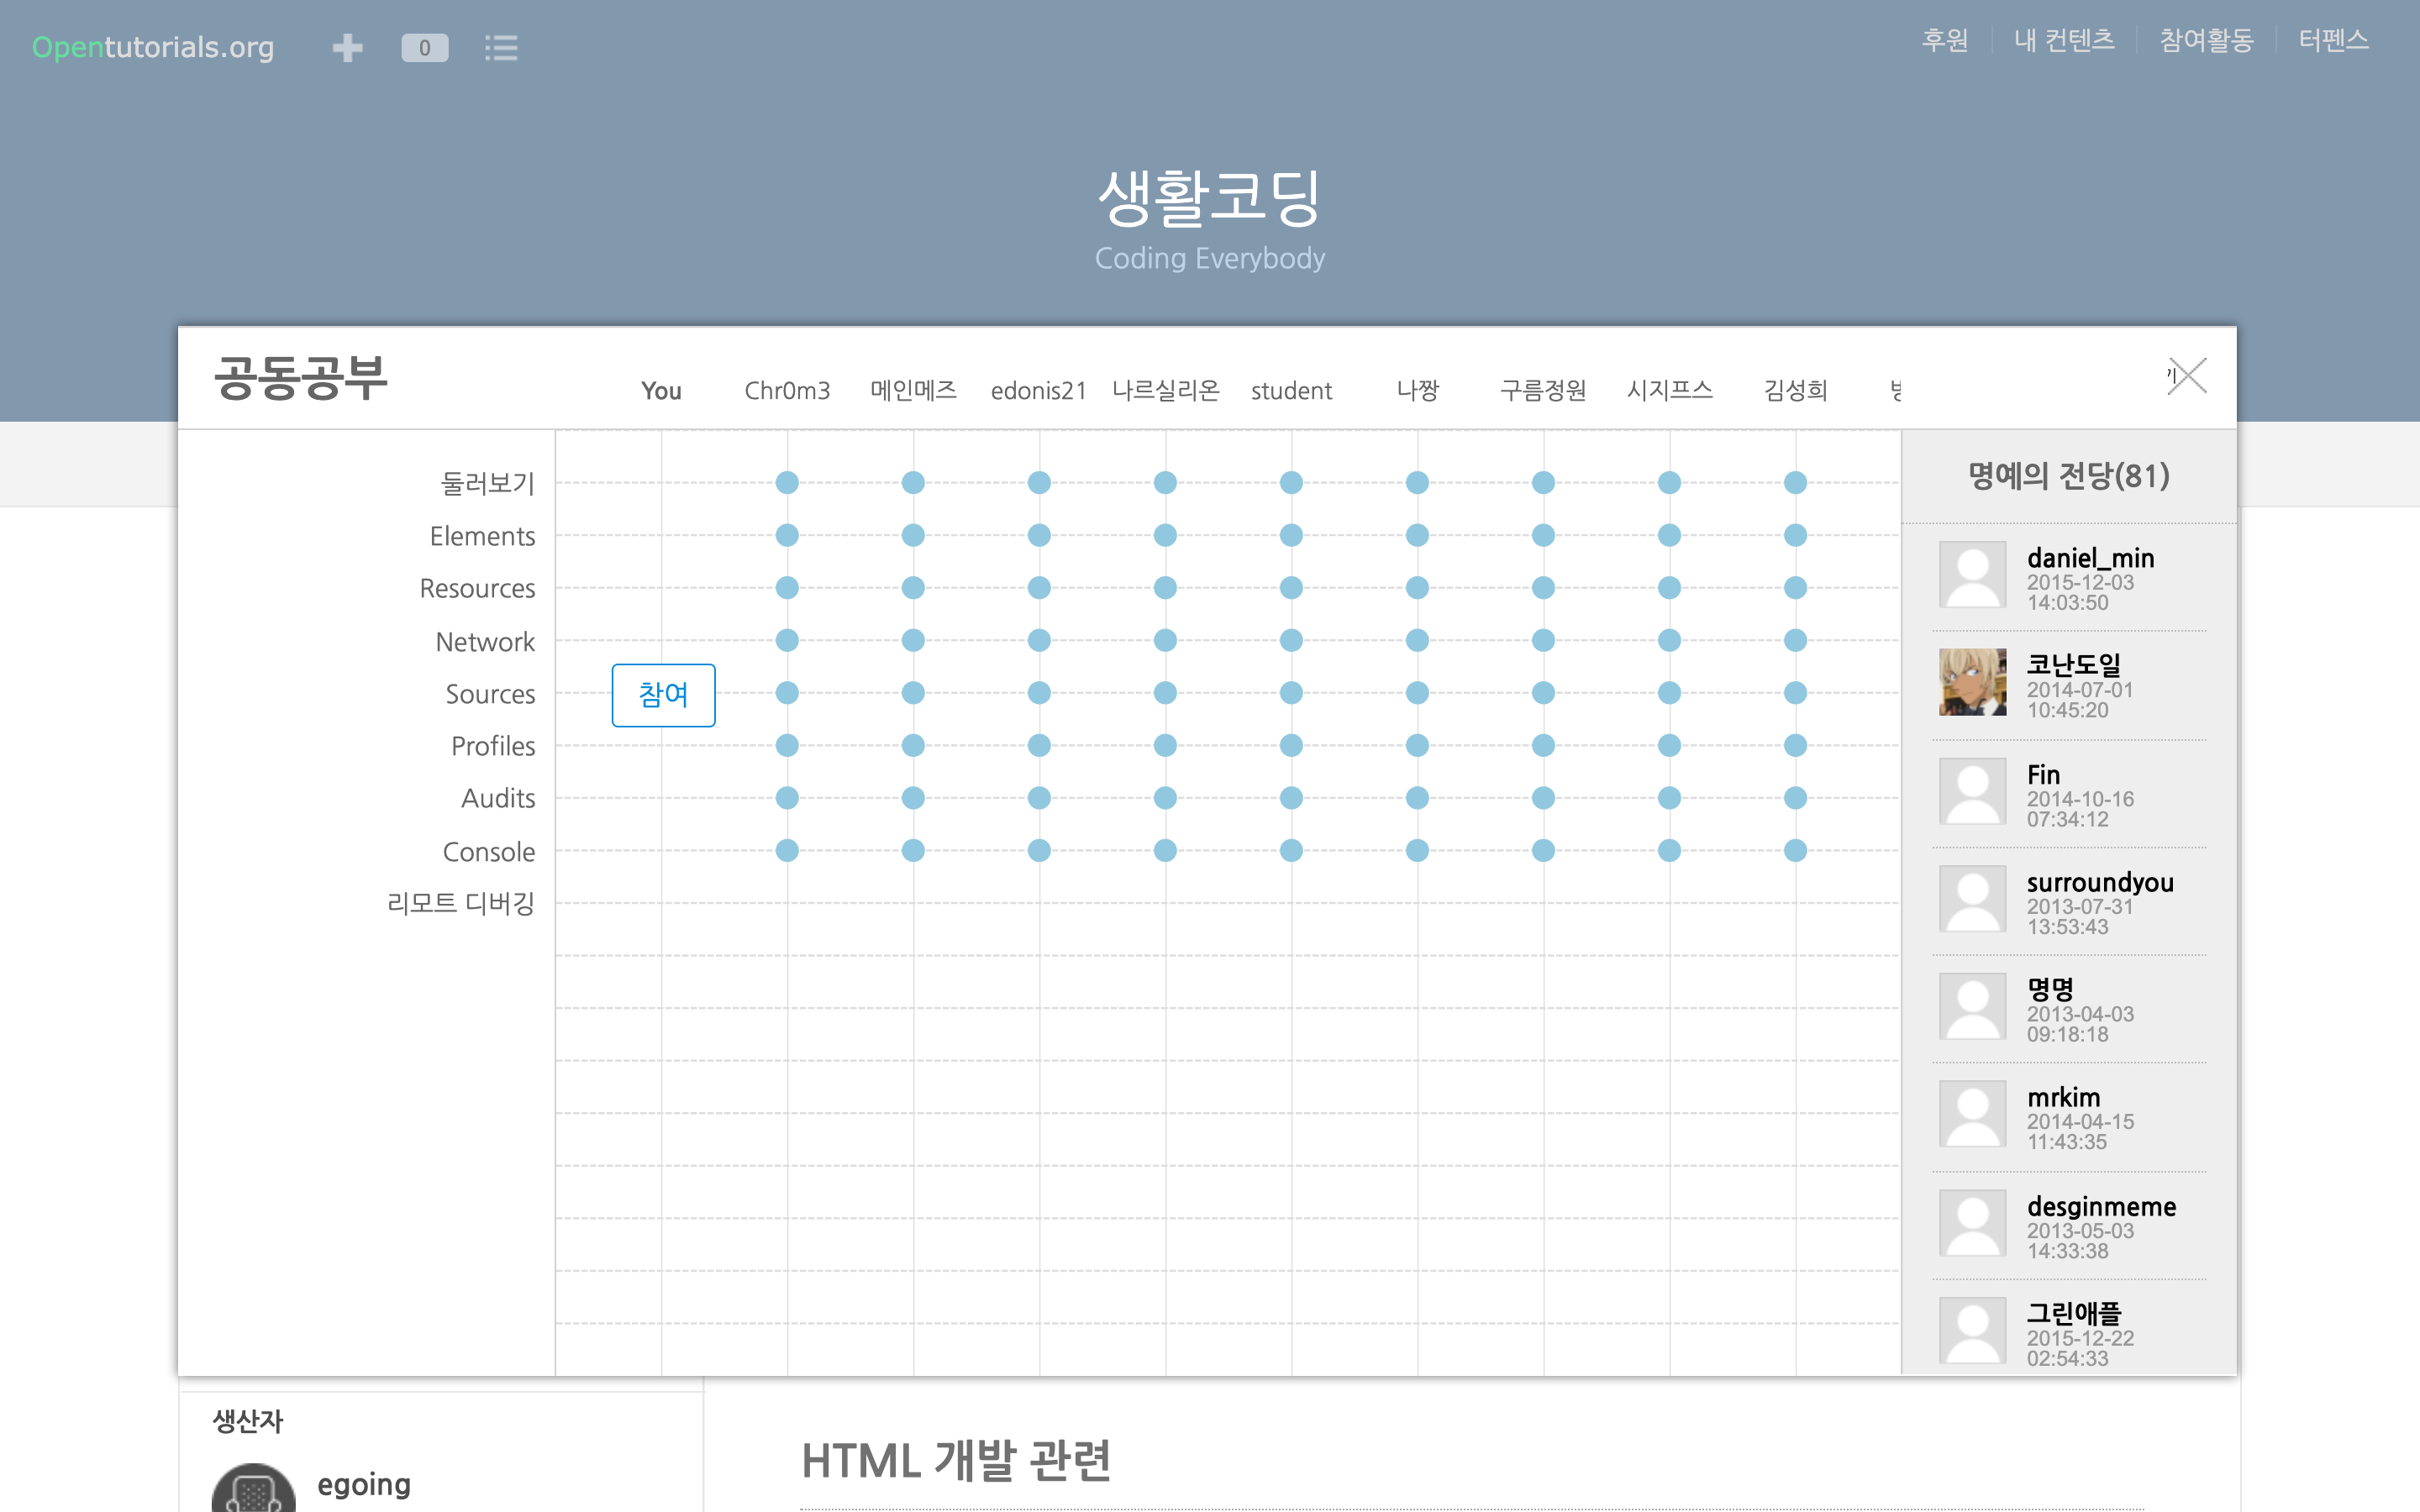 Opentutorials.org 0 후원 내 컨텐츠 참여활동 터펜스
생활코딩
Coding Everybody
공동공부
You Chr0m3 메인메즈 edonis21 나르실리온 student 나짱 구름정원 시지프스 김성희
둘러보기
Elements
Resources
Network
Sources
Profiles
Audits
Console
리모트 디버깅
참여
명예의 전당(81)
daniel_min
2015-12-03
14:03:50
코난도일
2014-07-01
10:45:20
Fin
2014-10-16
07:34:12
surroundyou
2013-07-31
13:53:43
명명
2013-04-03
09:18:18
mrkim
2014-04-15
11:43:35
desginmeme
2013-05-03
14:33:38
그린애플
2015-12-22
02:54:33
생산자
egoing
HTML 개발 관련